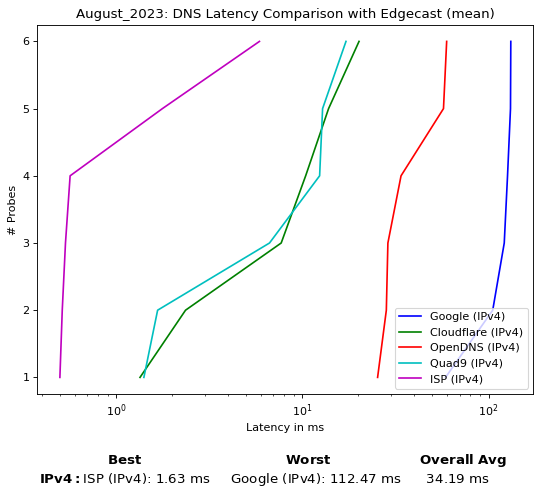 August_2023: DNS Latency Comparison with Edgecast (mean)
# Probes
6
5
4
3
2
1
Google (IPv4)
Cloudflare (IPv4)
OpenDNS (IPv4)
Quad9 (IPv4)
ISP (IPv4)
10⁰ 10¹ 10²
Latency in ms
Best Worst Overall Avg
IPv4: ISP (IPv4): 1.63 ms Google (IPv4): 112.47 ms 34.19 ms